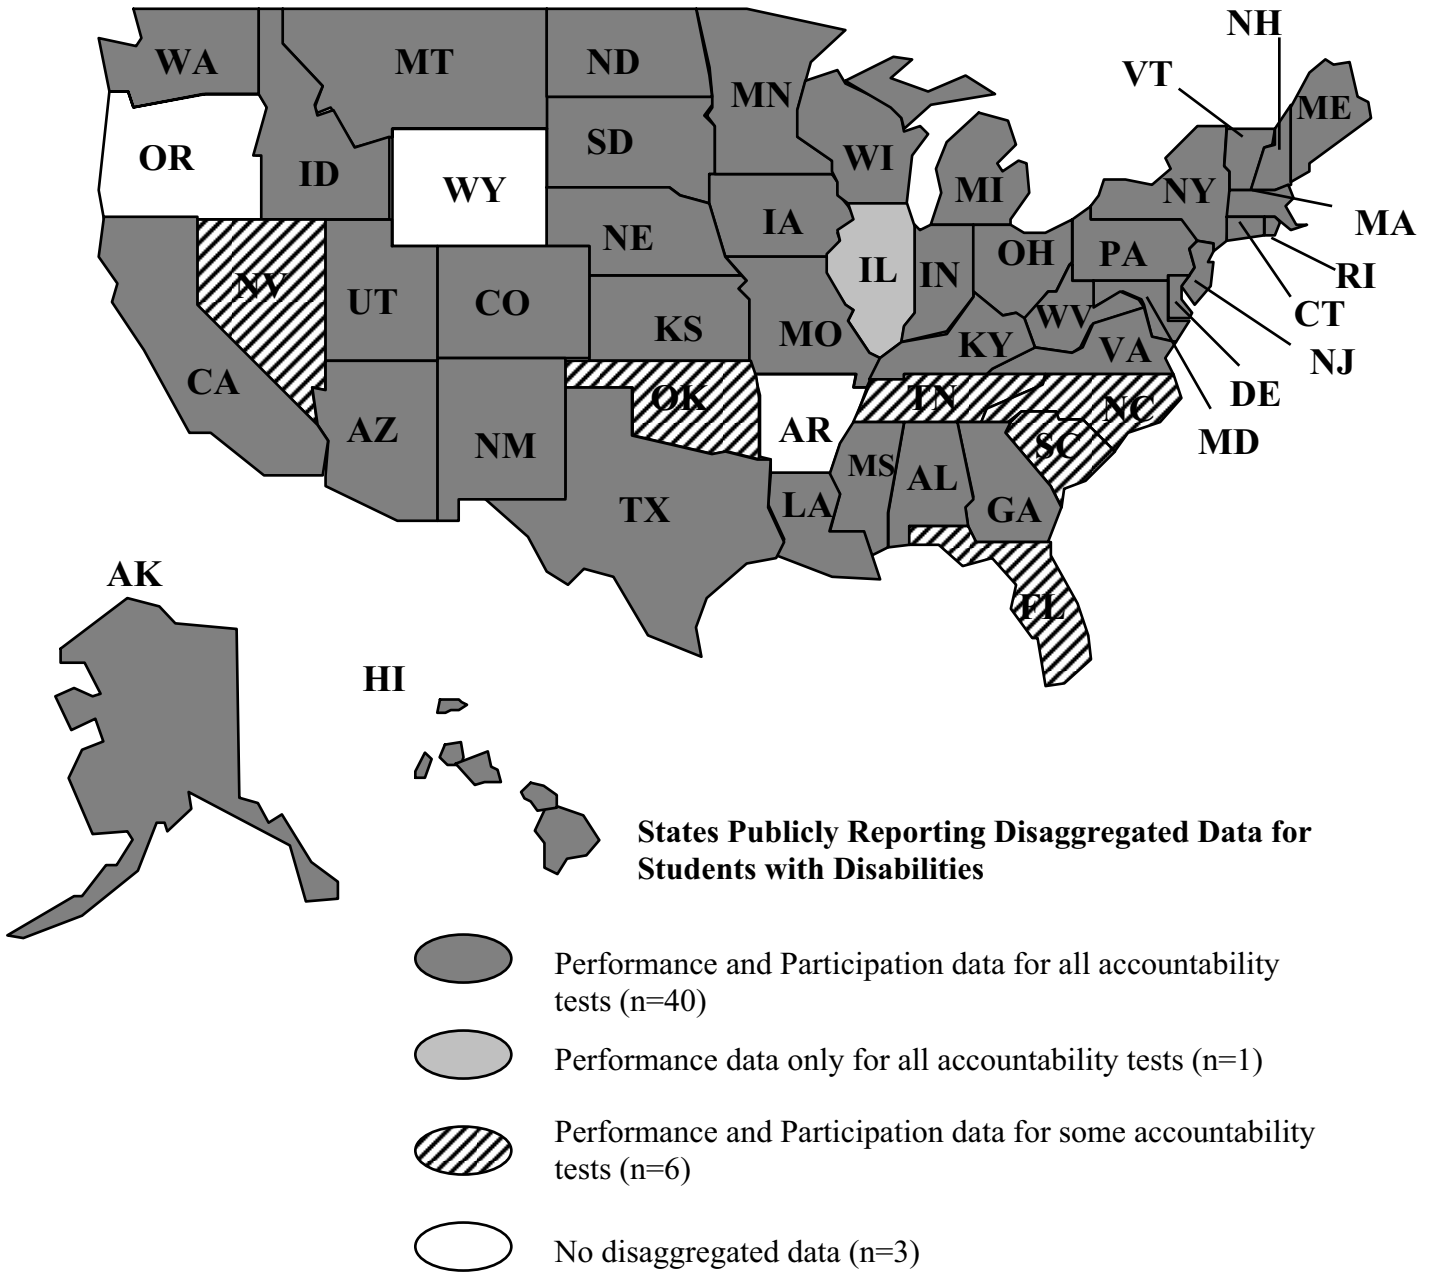 NH
VT
WA
MT
ND
MN
ME
OR
ID
WY
SD
WI
MI
NY
MA
NE
IA
IL
IN
OH
PA
RI
NV
UT
CO
KS
MO
KY
WV
VA
CT
NJ
CA
AZ
NM
OK
AR
TN
NC
SC
DE
MD
TX
LA
MS
AL
GA
FL
AK
HI
States Publicly Reporting Disaggregated Data for
Students with Disabilities
Performance and Participation data for all accountability
tests (n=40)
Performance data only for all accountability tests (n=1)
Performance and Participation data for some accountability
tests (n=6)
No disaggregated data (n=3)